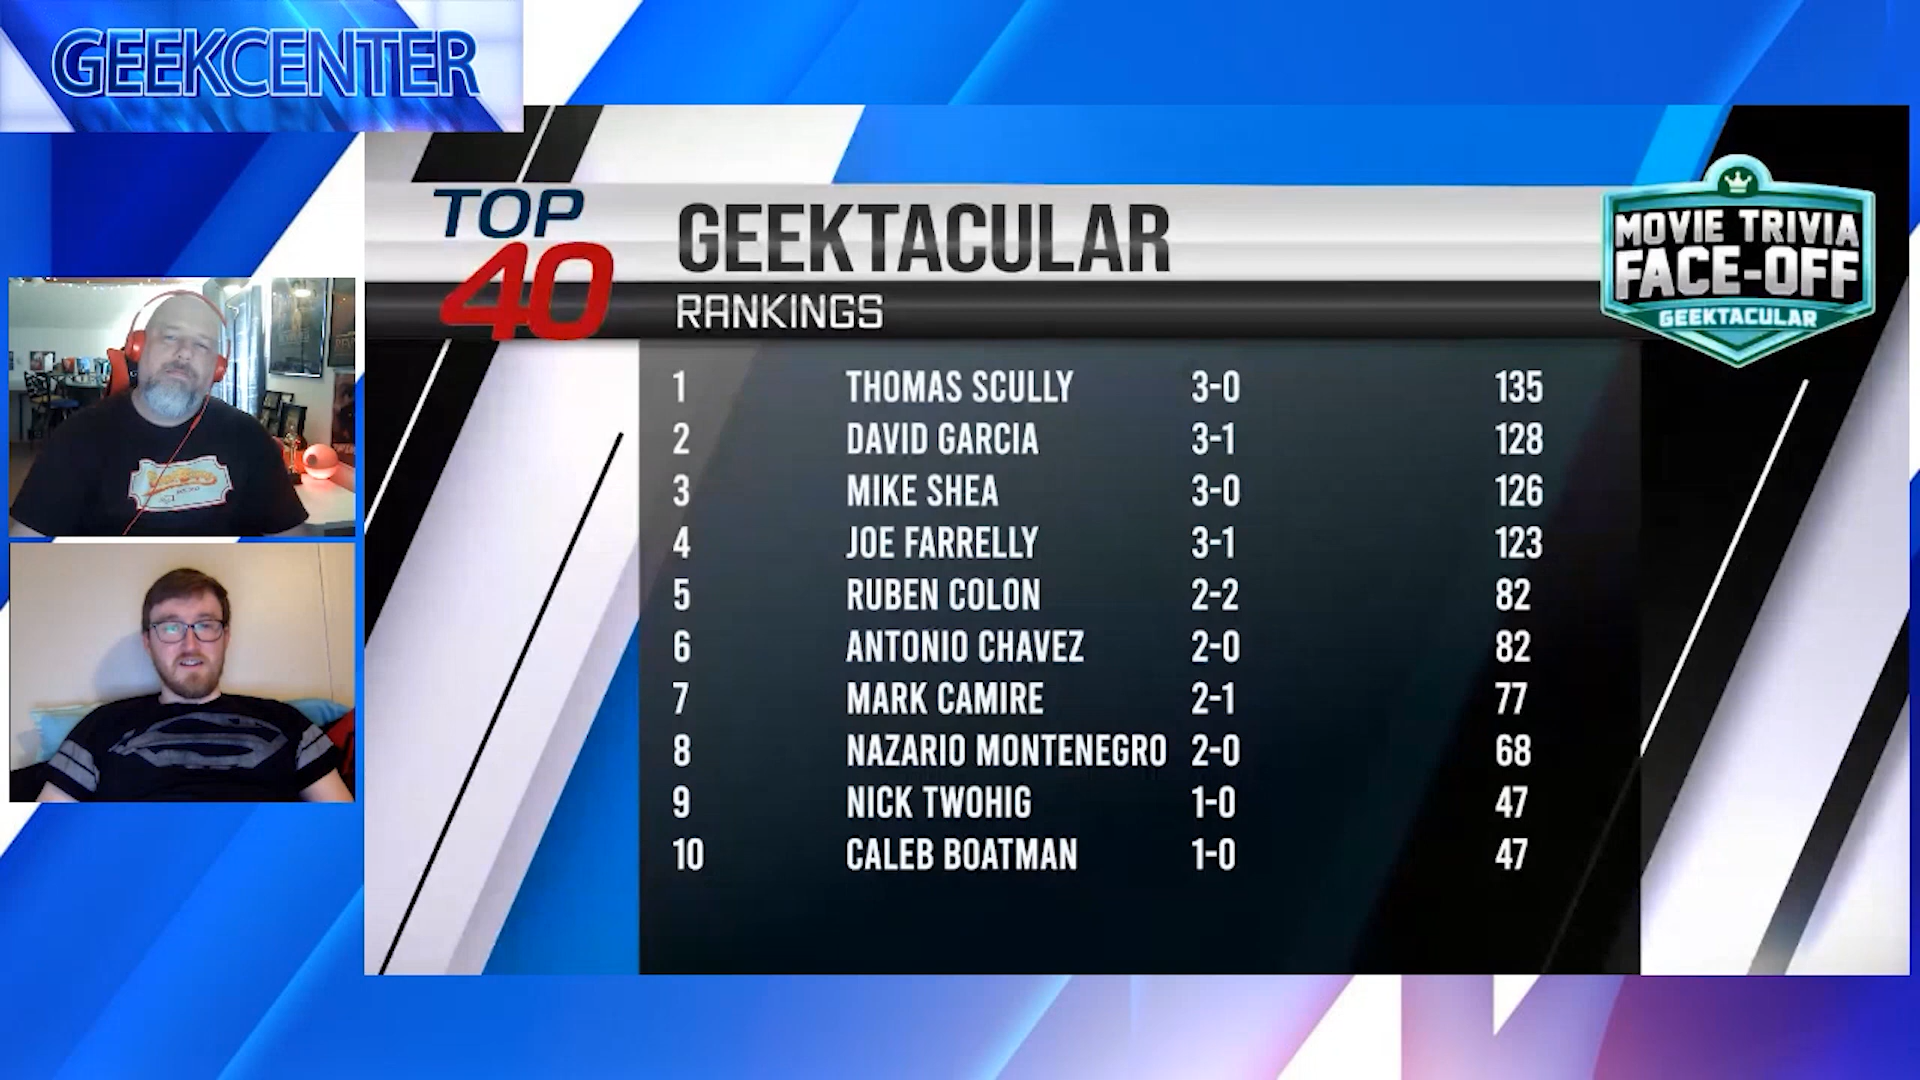 GEEKCENTER
TOP
40
GEEKTACULAR
RANKINGS
MOVIE TRIVIA
FACE-OFF
GEEKTACULAR
1 THOMAS SCULLY 3-0 135
2 DAVID GARCIA 3-1 128
3 MIKE SHEA 3-0 126
4 JOE FARRELLY 3-1 123
5 RUBEN COLON 2-2 82
6 ANTONIO CHAVEZ 2-0 82
7 MARK CAMIRE 2-1 77
8 NAZARIO MONTENEGRO 2-0 68
9 NICK TWOHIG 1-0 47
10 CALEB BOATMAN 1-0 47